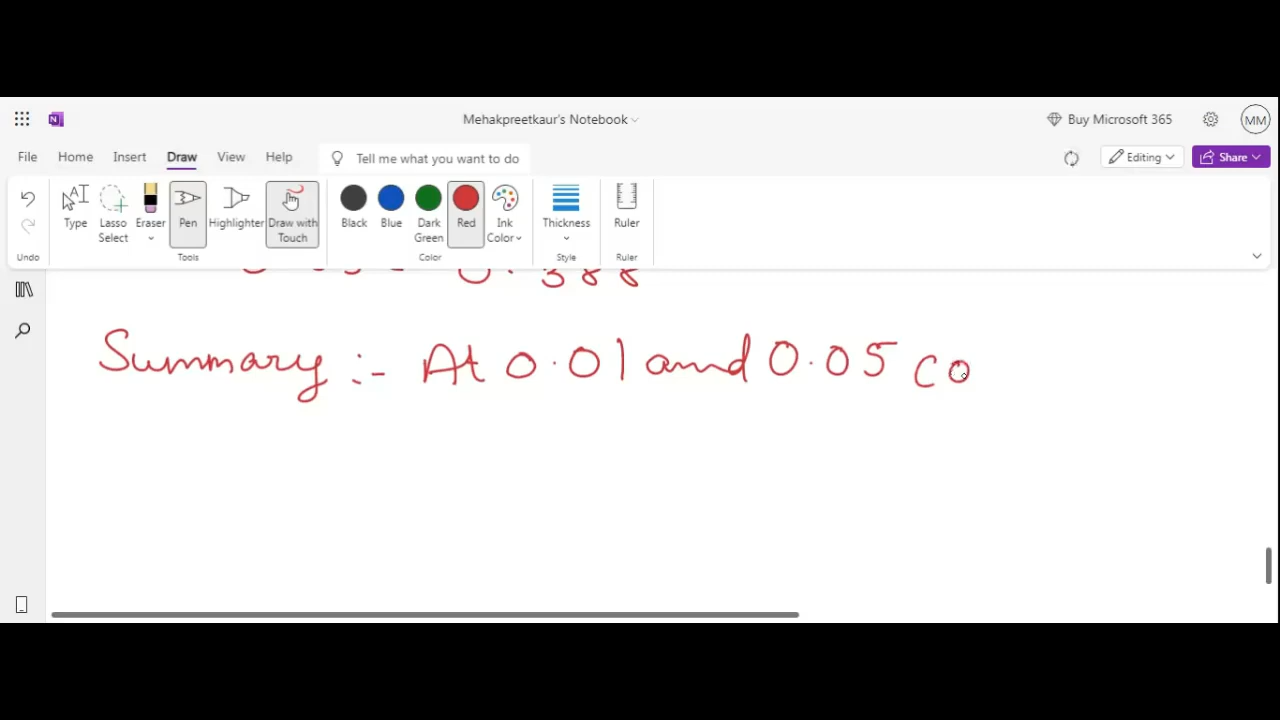 Mehakpreetkaur's Notebook
Buy Microsoft 365
MM
File Home Insert Draw View Help Tell me what you want to do
Editing Share
Type Lasso Select Eraser Pen Highlighter Draw with Touch Black Blue Dark Green Red Ink Color Thickness Ruler
Undo Tools Color Style Ruler
Summary :- At 0.01 and 0.05 co